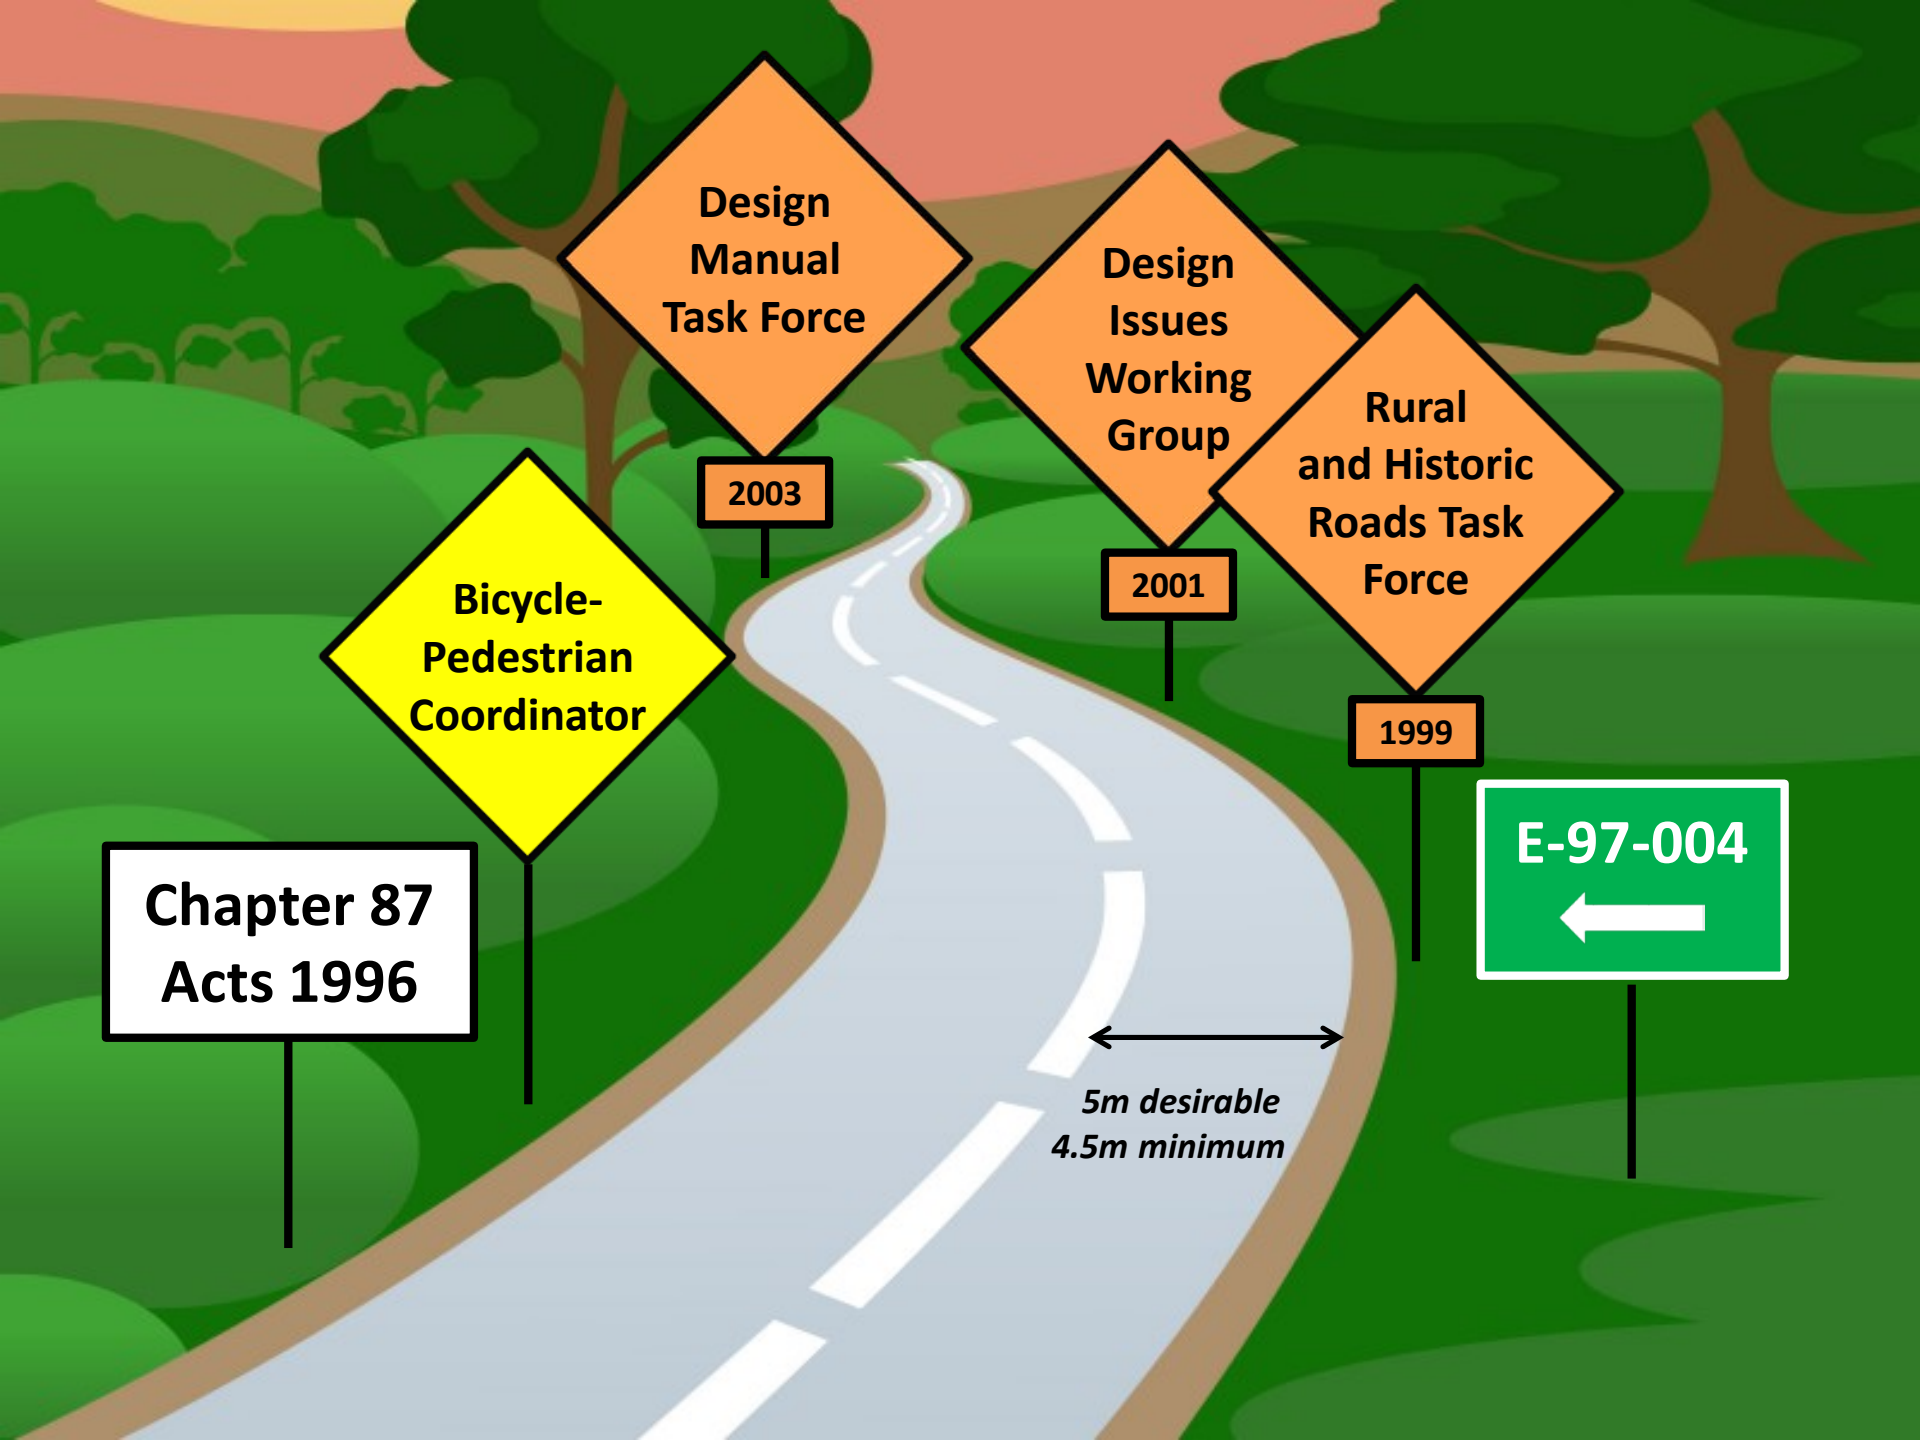 Design
Manual
Task Force
2003
Design
Issues
Working
Group
2001
Rural
and Historic
Roads Task
Force
1999
Bicycle-
Pedestrian
Coordinator
Chapter 87
Acts 1996
E-97-004
5m desirable
4.5m minimum